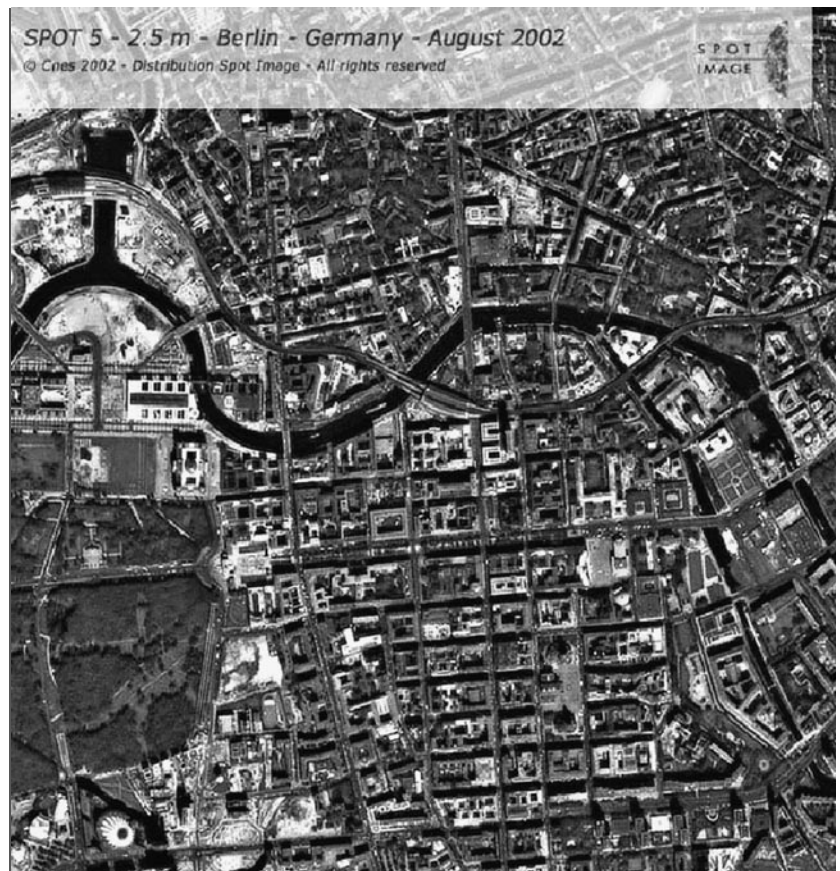 SPOT 5 - 2.5 m - Berlin - Germany - August 2002
© Cnes 2002 - Distribution Spot Image - All rights reserved
SPOT
IMAGE